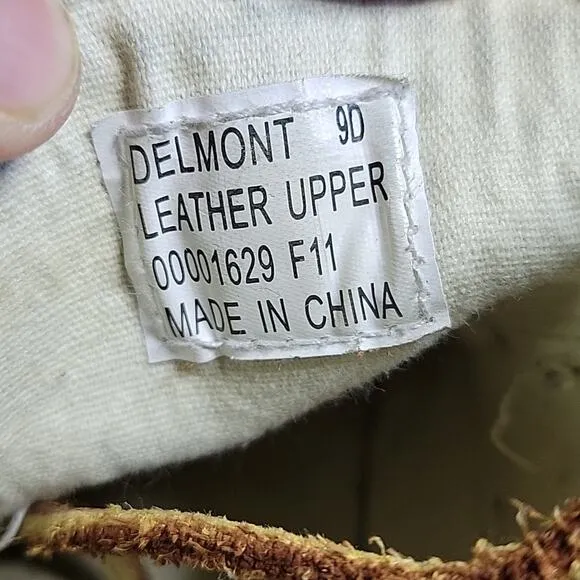 DELMONT 9D
LEATHER UPPER
00001629 F11
MADE IN CHINA